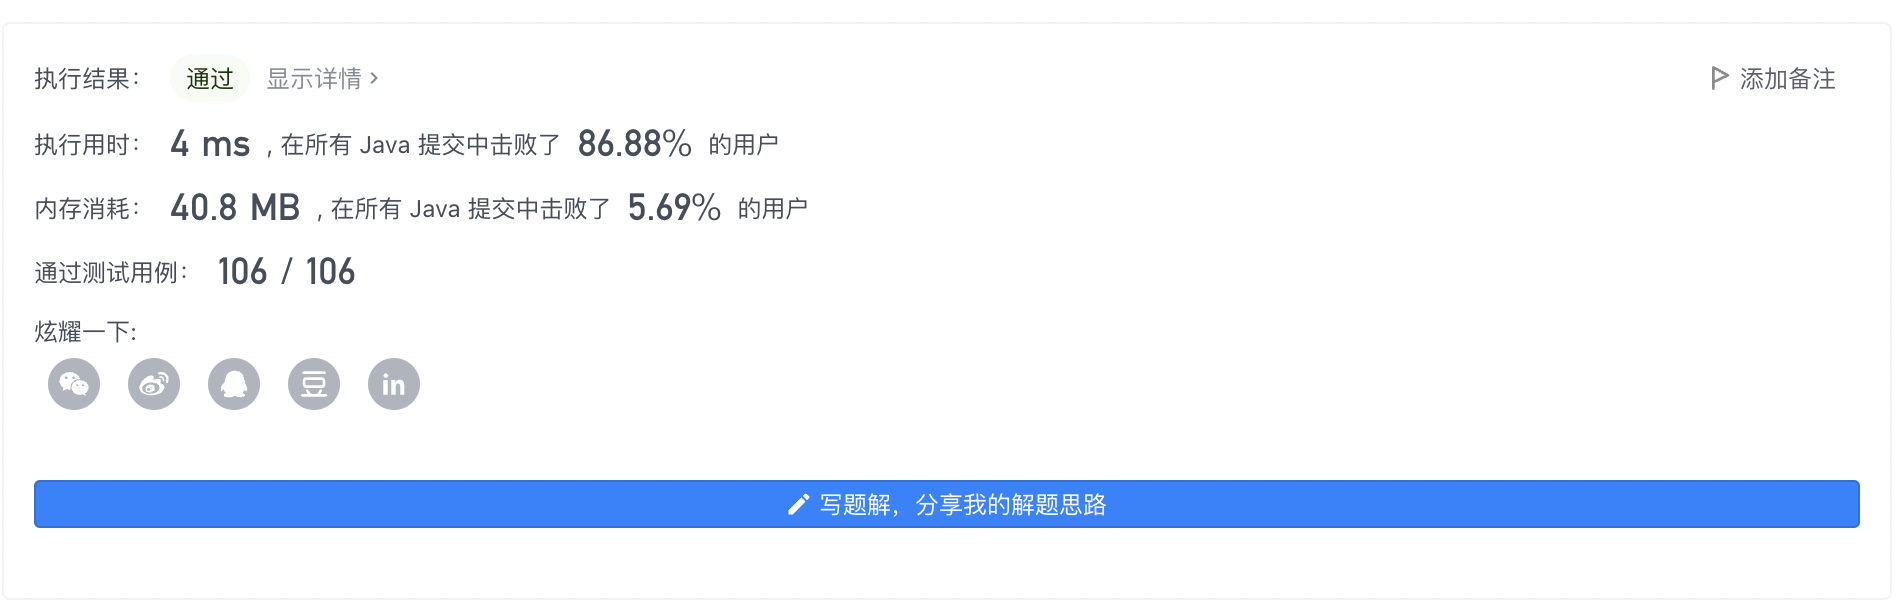 执行结果： 通过 显示详情 > 添加备注
执行用时： 4 ms , 在所有 Java 提交中击败了 86.88% 的用户
内存消耗： 40.8 MB , 在所有 Java 提交中击败了 5.69% 的用户
通过测试用例： 106 / 106
炫耀一下:
豆 in
写题解，分享我的解题思路